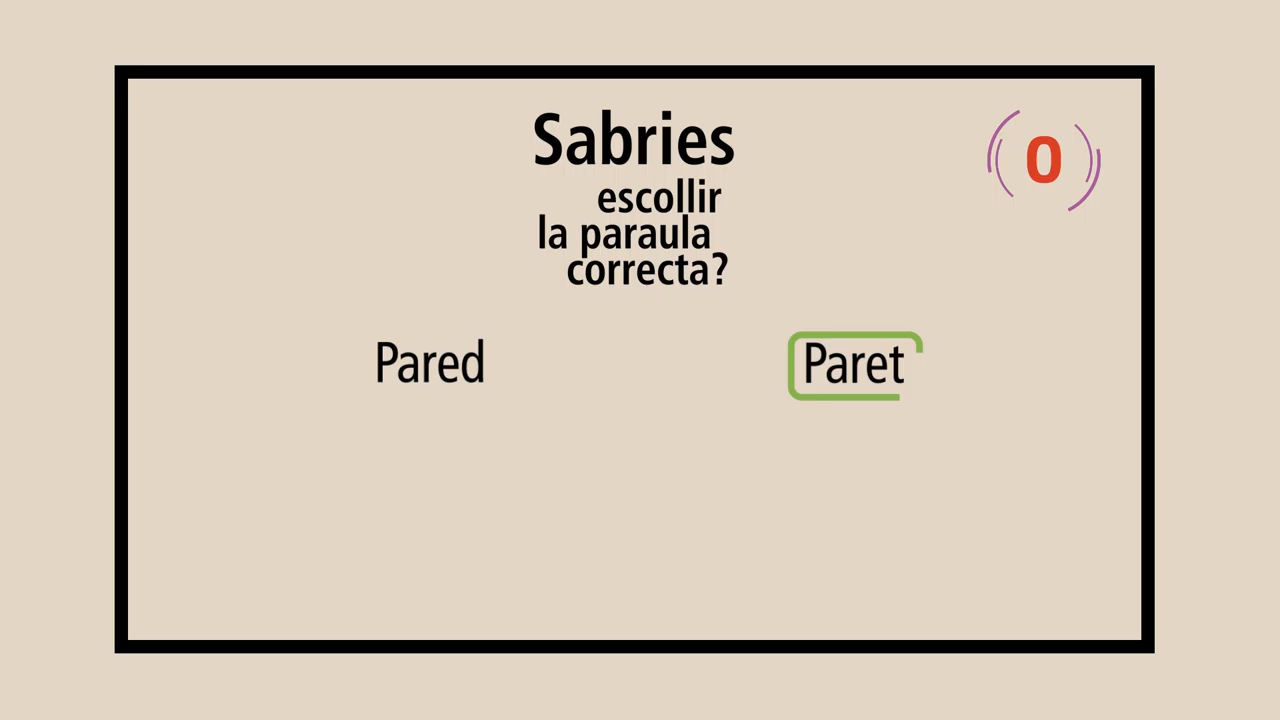 Sabries
escollir
la paraula
correcta?
0
Pared
Paret